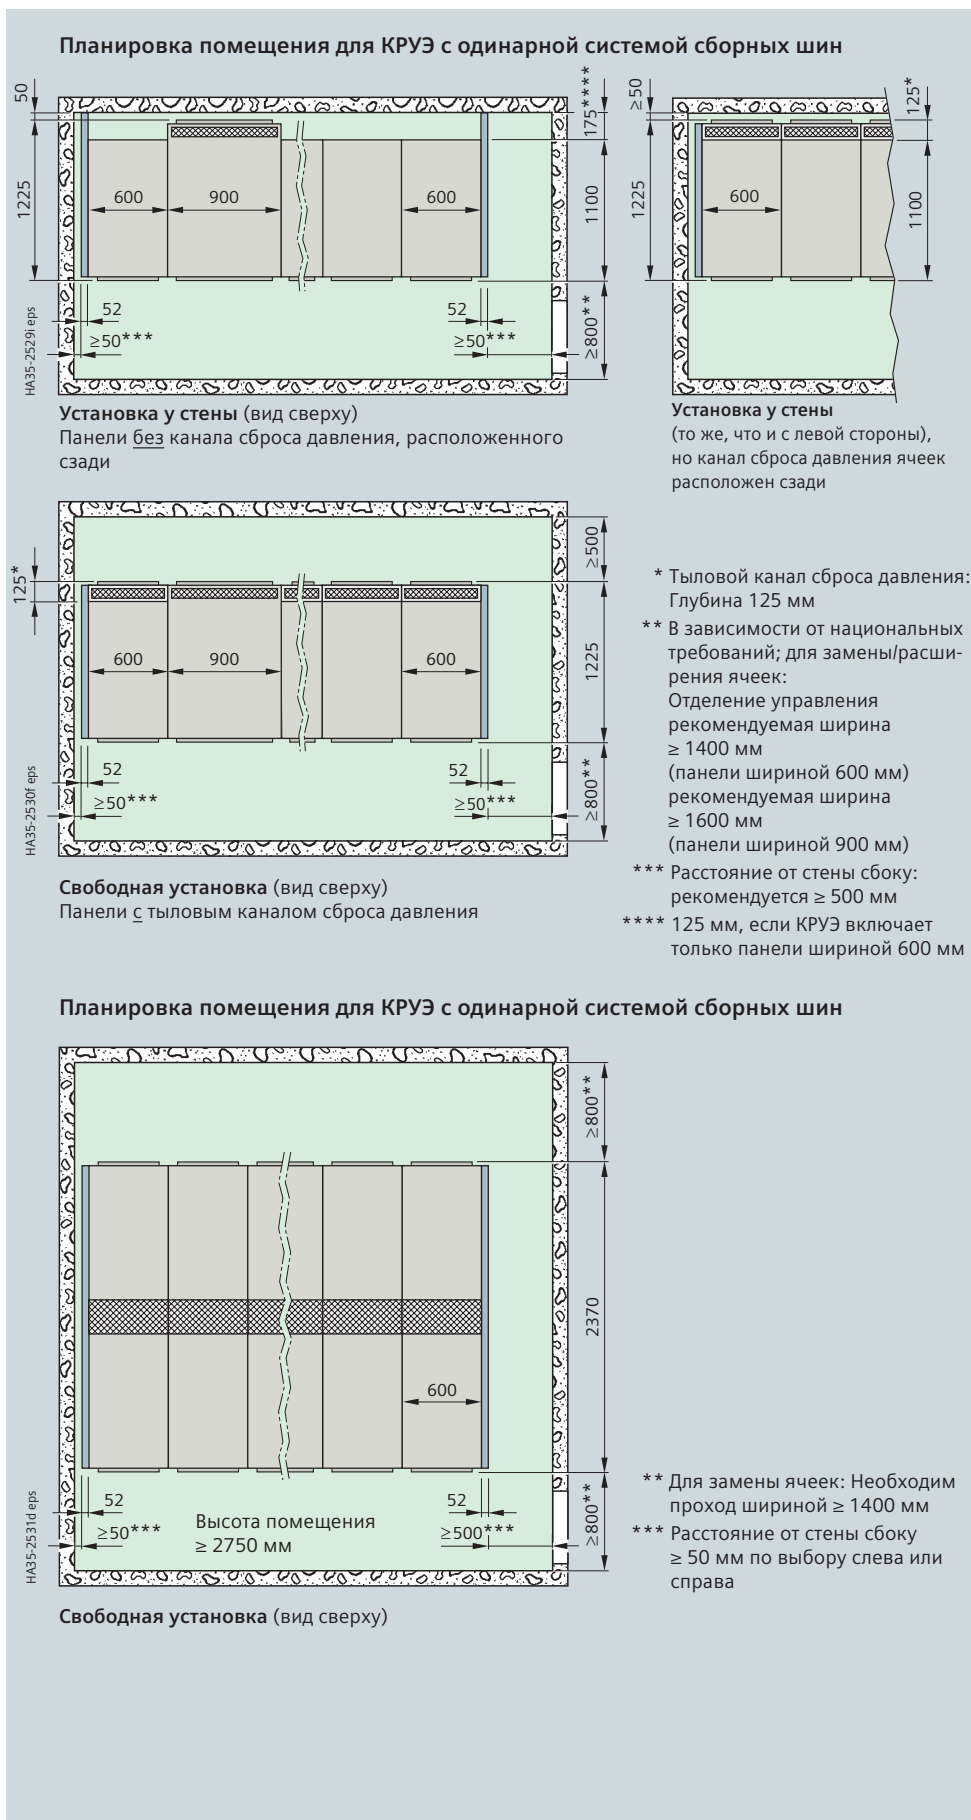 Планировка помещения для КРУЭ с одинарной системой сборных шин
50
1225
600
900
600
175****
1100
52
≥50***
52
≥50***
≥800**
HA35-2529i eps
≥50
1225
600
125*
1100
Установка у стены (вид сверху)
Панели без канала сброса давления, расположенного
сзади
Установка у стены
(то же, что и с левой стороны),
но канал сброса давления ячеек
расположен сзади
125*
600
900
600
≥500
1225
52
≥50***
52
≥50***
≥800**
HA35-2530f eps
Свободная установка (вид сверху)
Панели с тыловым каналом сброса давления
* Тыловой канал сброса давления:
Глубина 125 мм
** В зависимости от национальных
требований; для замены/расши-
рения ячеек:
Отделение управления
рекомендуемая ширина
≥ 1400 мм
(панели шириной 600 мм)
рекомендуемая ширина
≥ 1600 мм
(панели шириной 900 мм)
*** Расстояние от стены сбоку:
рекомендуется ≥ 500 мм
**** 125 мм, если КРУЭ включает
только панели шириной 600 мм
Планировка помещения для КРУЭ с одинарной системой сборных шин
≥800**
2370
600
52
≥50***
Высота помещения
≥ 2750 мм
52
≥500***
≥800**
HA35-2531d eps
** Для замены ячеек: Необходим
проход шириной ≥ 1400 мм
*** Расстояние от стены сбоку
≥ 50 мм по выбору слева или
справа
Свободная установка (вид сверху)